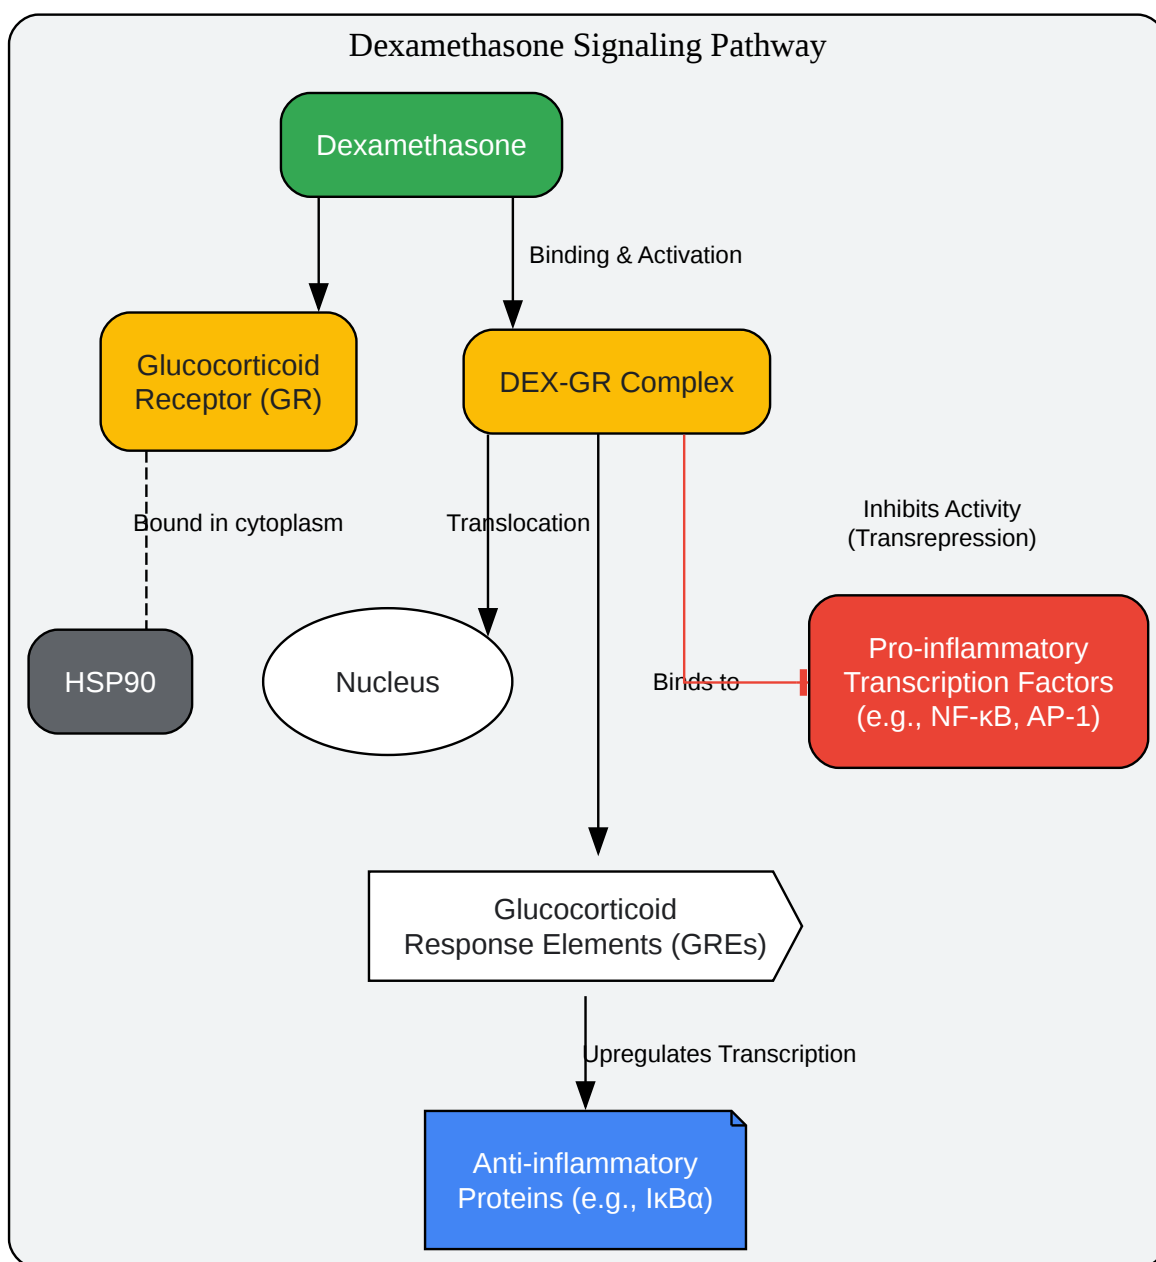 Dexamethasone Signaling Pathway
Dexamethasone
Binding & Activation
Glucocorticoid
Receptor (GR)
DEX-GR Complex
Bound in cytoplasm
Translocation
Inhibits Activity
(Transrepression)
HSP90
Nucleus
Binds to
Pro-inflammatory
Transcription Factors
(e.g., NF-κB, AP-1)
Glucocorticoid
Response Elements (GREs)
Upregulates Transcription
Anti-inflammatory
Proteins (e.g., IκBα)